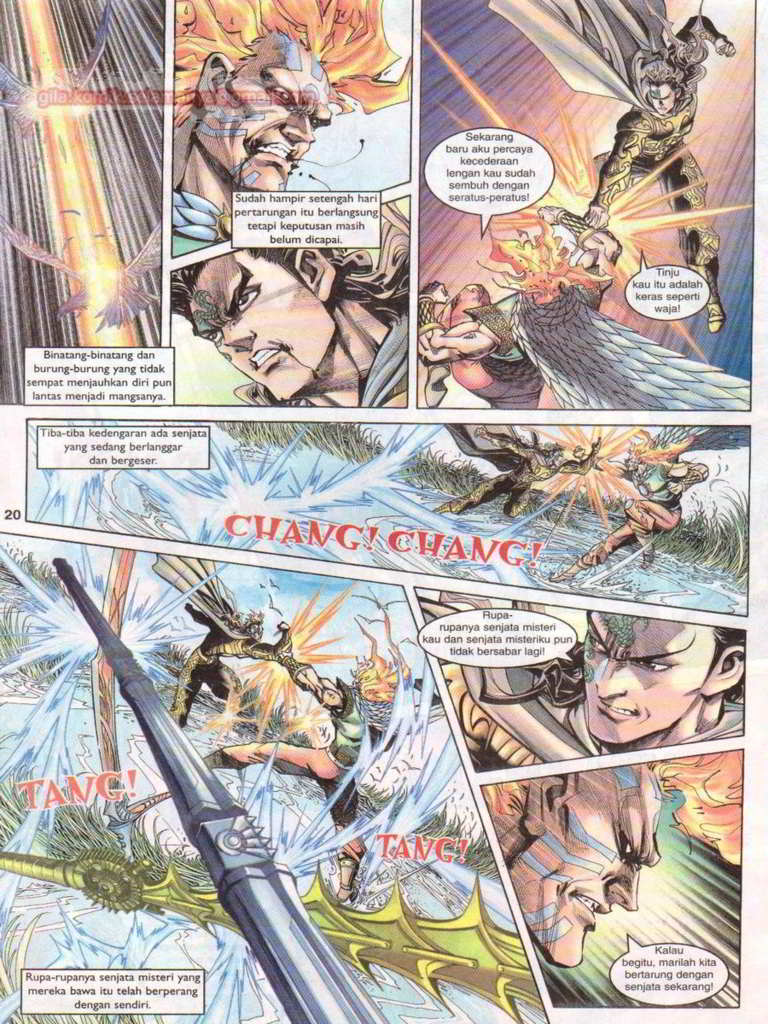 Binatang-binatang dan
burung-burung yang tidak
sempat menjauhkan diri pun
lantas menjadi mangsanya.
Sudah hampir setengah hari
pertarungan itu berlangsung
tetapi keputusan masih
belum dicapai.
Sekarang
baru aku percaya
kecederaan
lengan kau sudah
sembuh dengan
seratus-peratus!
Tinju
kau itu adalah
keras seperti
waja!
Tiba-tiba kedengaran ada senjata
yang sedang berlanggar
dan bergeser.
CHANG! CHANG!
20
TANG!
TANG!
Rupa-rupanya senjata misteri yang
mereka bawa itu telah berperang
dengan sendiri.
Rupa-
rupanya senjata misteri
kau dan senjata misteriku pun
tidak bersabar lagi!
Kalau
begitu, marilah kita
bertarung dengan
senjata sekarang!